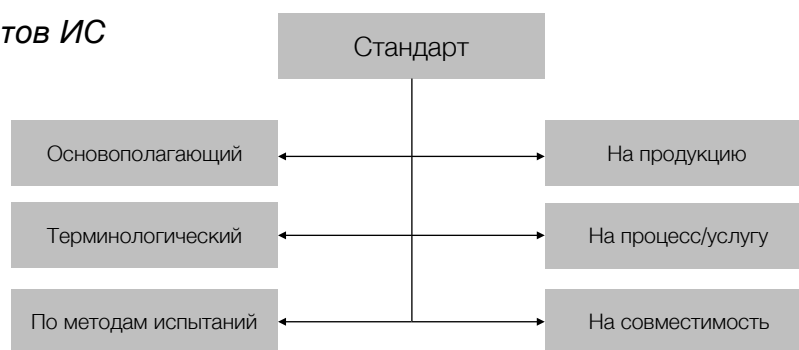 тов ИС
Стандарт
Основополагающий
На продукцию
Терминологический
На процесс/услугу
По методам испытаний
На совместимость